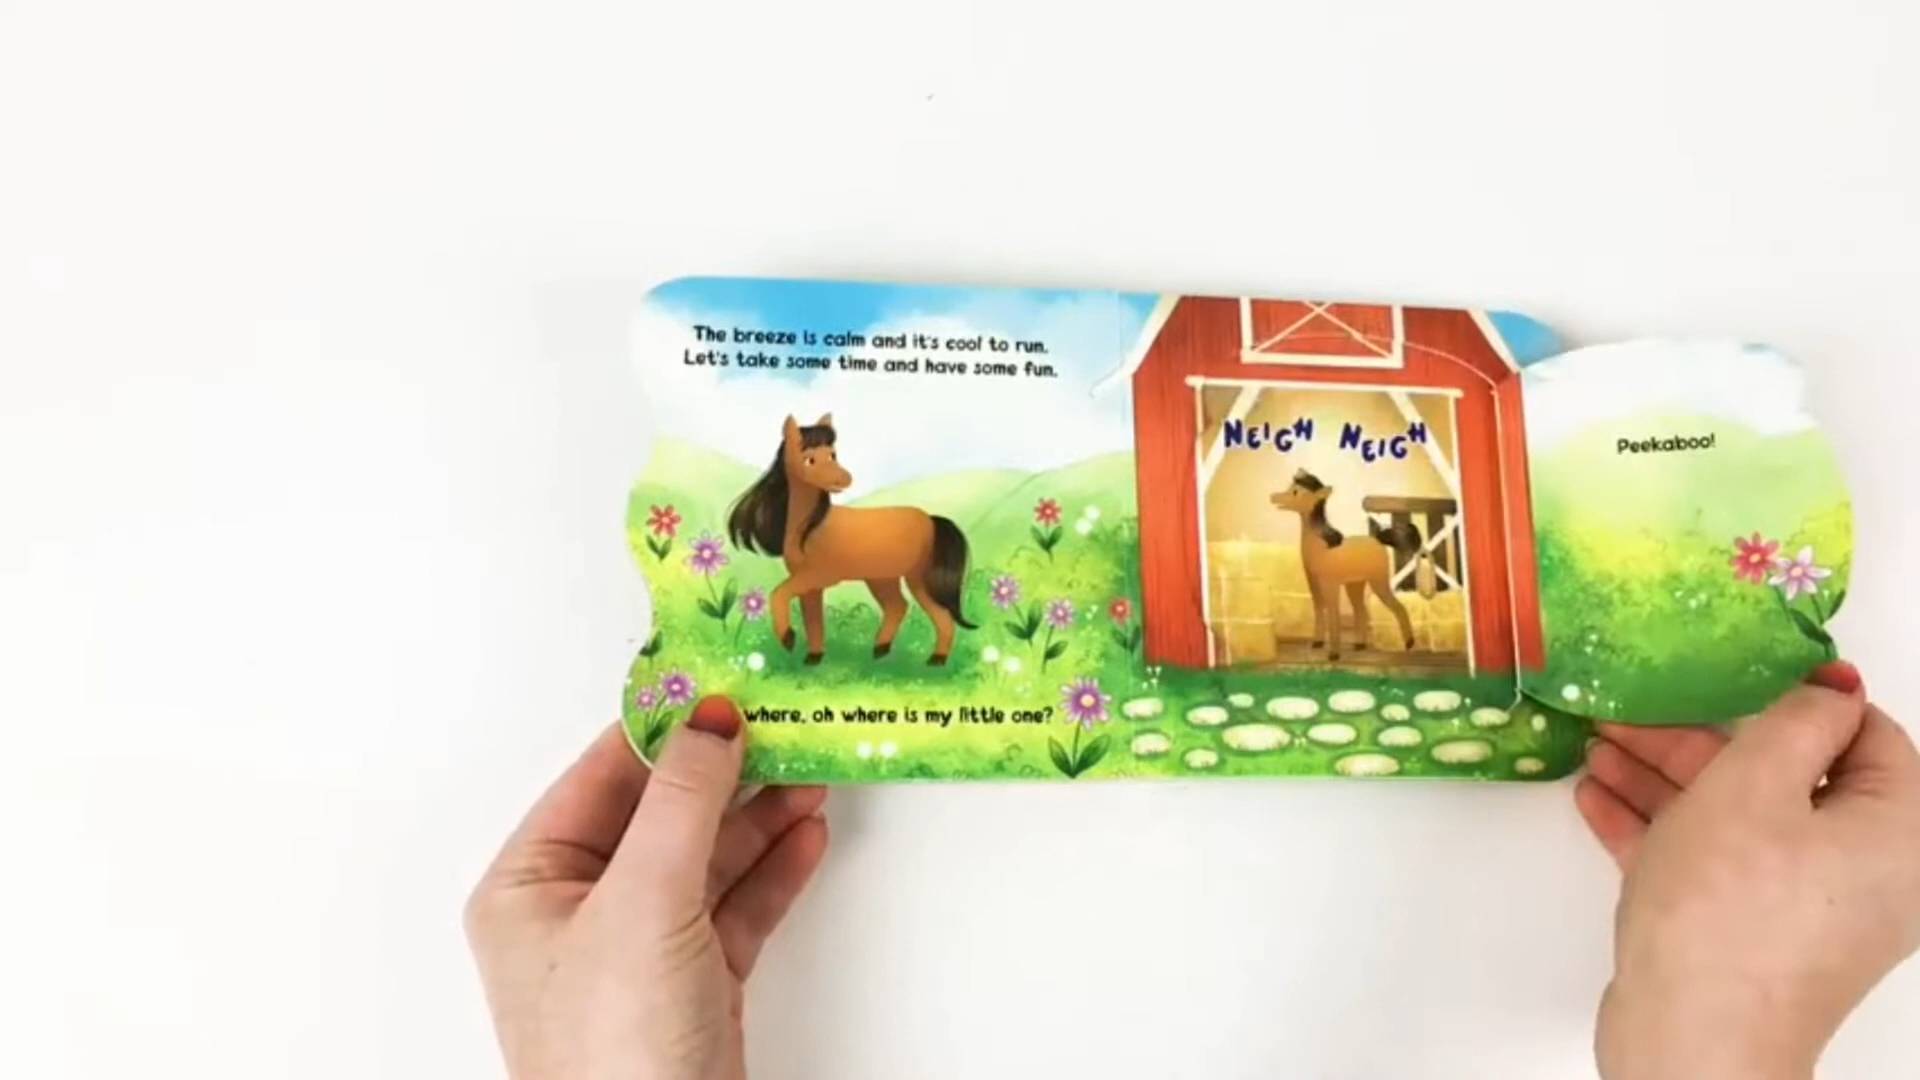 The breeze is calm and it's cool to run.
Let's take some time and have some fun.
where, oh where is my little one?
NEIGH NEIGH
Peekaboo!